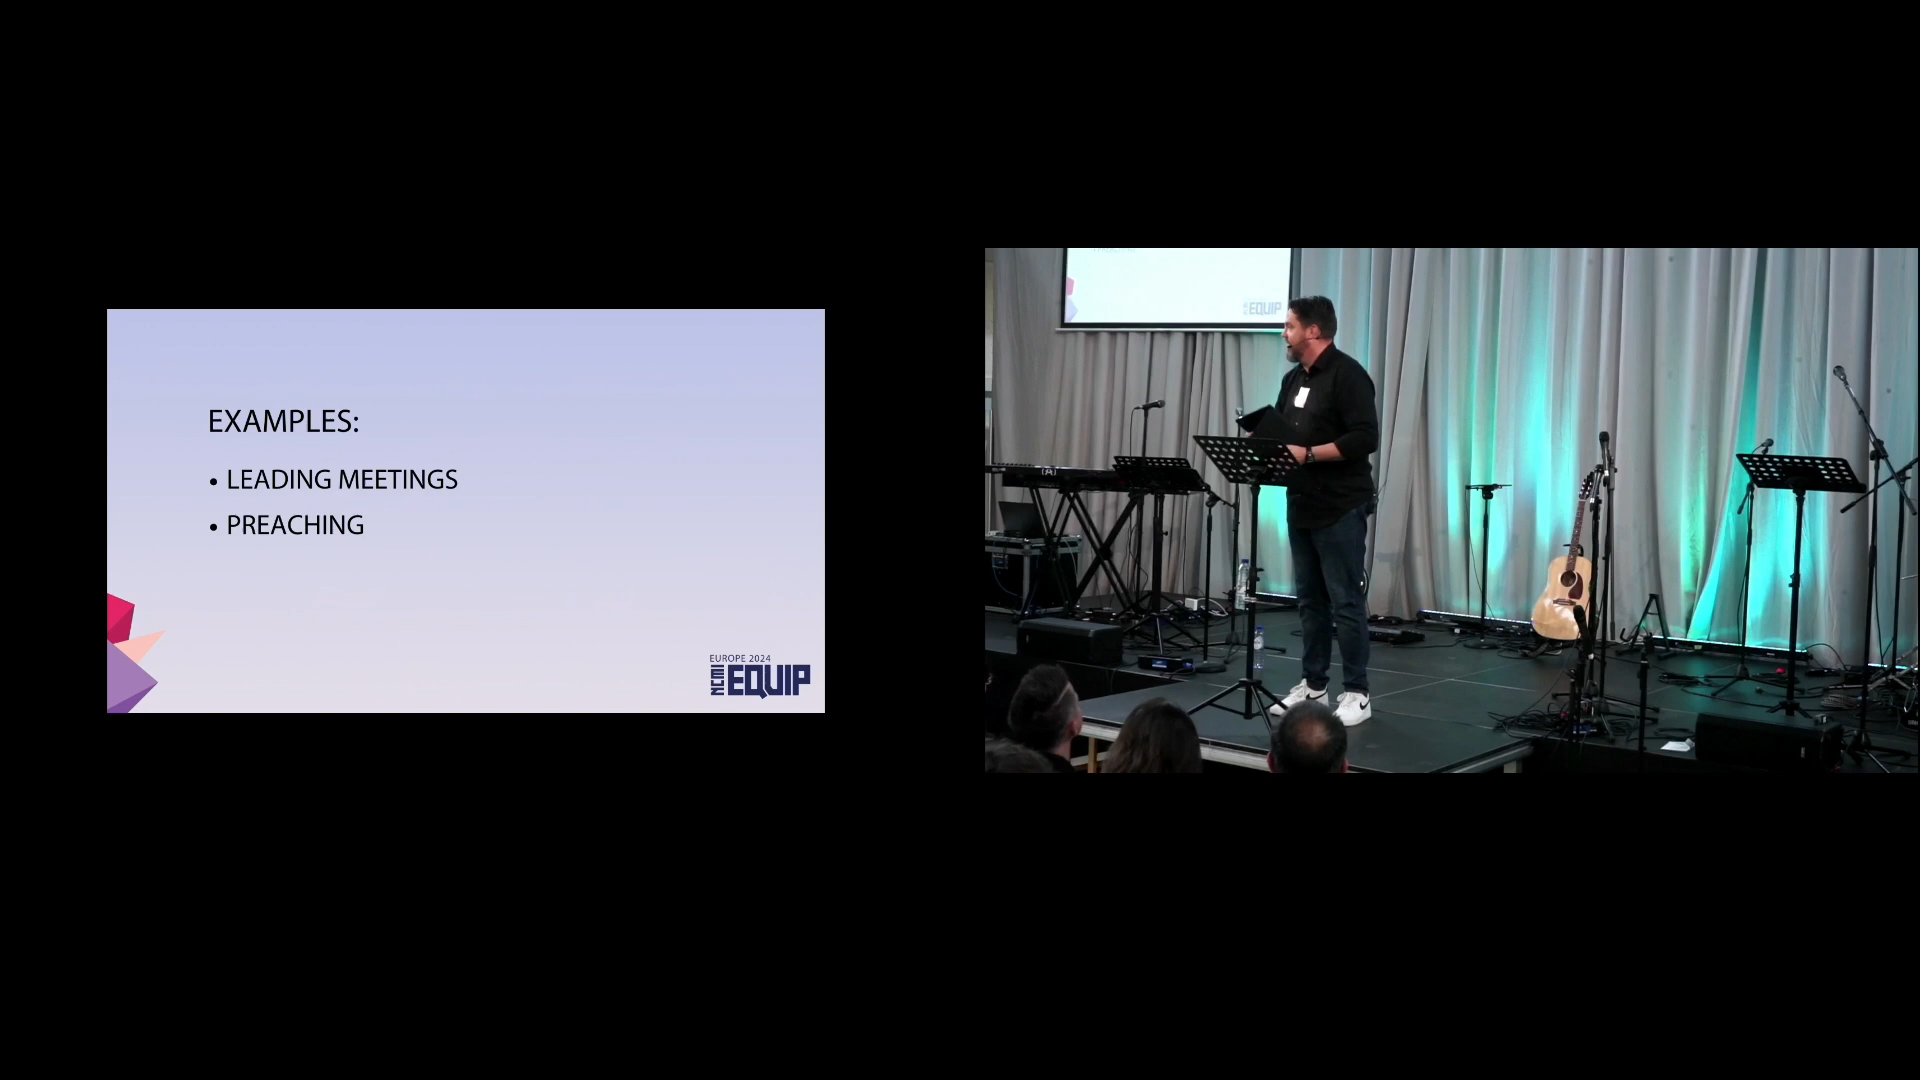 EXAMPLES:
• LEADING MEETINGS
• PREACHING
EUROPE 2024
NCMI EQUIP
EQUIP